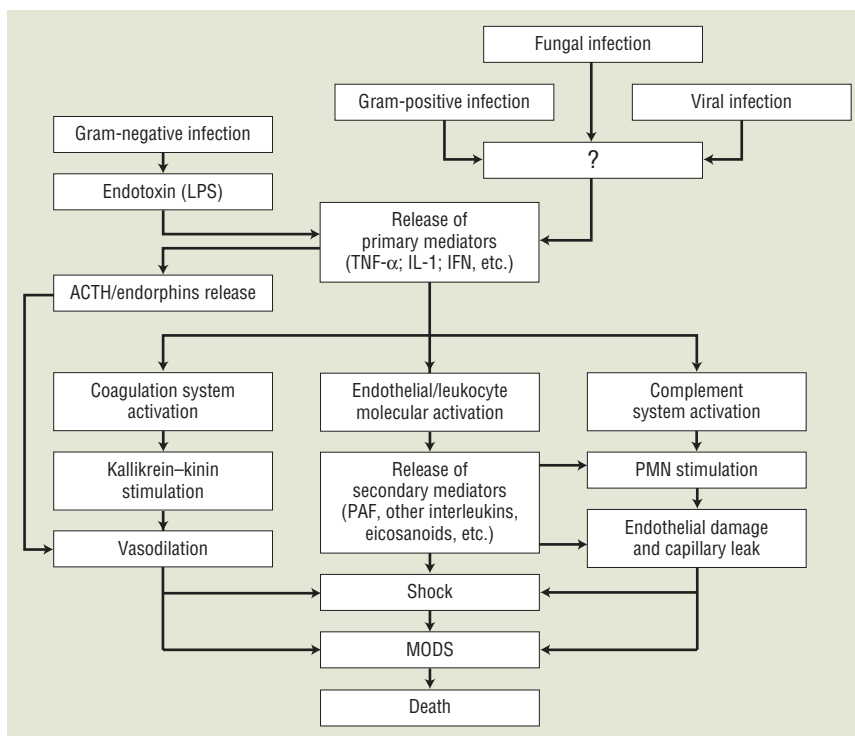 Fungal infection
Gram-positive infection
Viral infection
Gram-negative infection
?
Endotoxin (LPS)
Release of
primary mediators
(TNF-α; IL-1; IFN, etc.)
ACTH/endorphins release
Coagulation system
activation
Endothelial/leukocyte
molecular activation
Complement
system activation
Kallikrein–kinin
stimulation
Release of
secondary mediators
(PAF, other interleukins,
eicosanoids, etc.)
PMN stimulation
Vasodilation
Endothelial damage
and capillary leak
Shock
MODS
Death